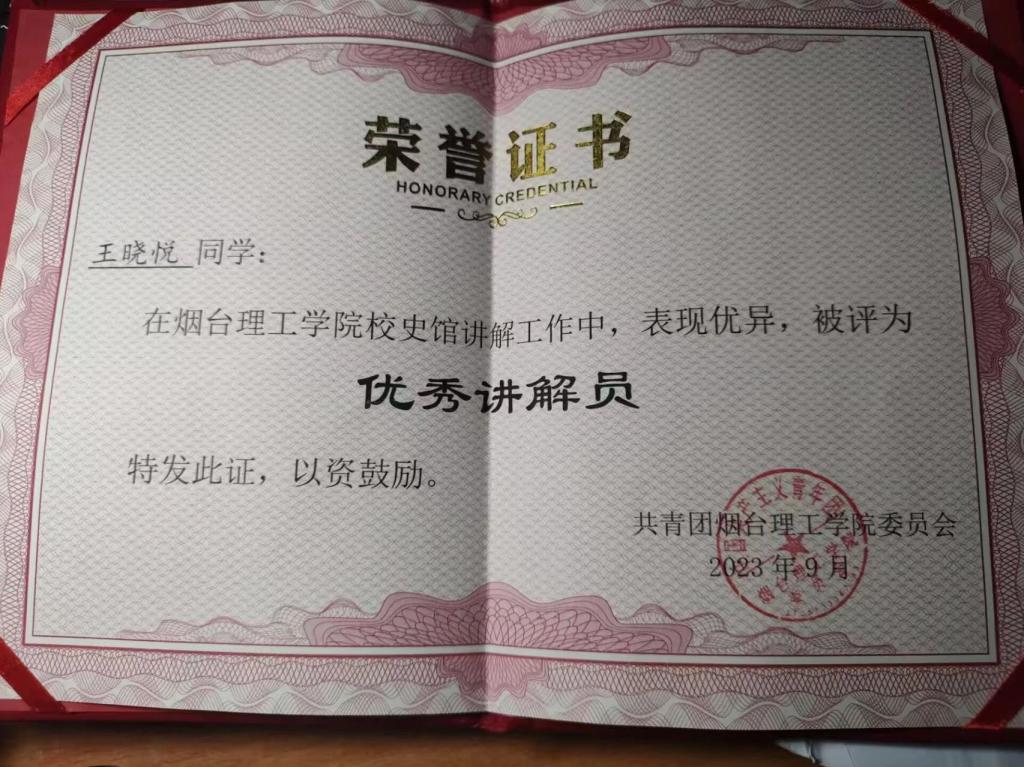 荣誉证书
HONORARY CREDENTIAL
王晓悦 同学：
在烟台理工学院校史馆讲解工作中，表现优异，被评为
优秀讲解员
特发此证，以资鼓励。
共青团烟台理工学院委员会
2023年9月